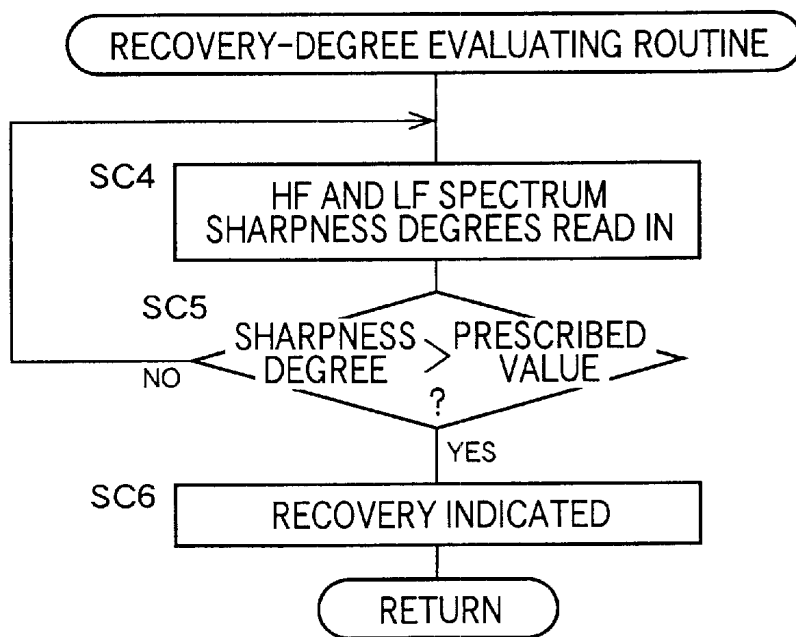 RECOVERY-DEGREE EVALUATING ROUTINE
SC4
HF AND LF SPECTRUM
SHARPNESS DEGREES READ IN
SC5
SHARPNESS DEGREE > PRESCRIBED VALUE
?
NO
YES
SC6
RECOVERY INDICATED
RETURN